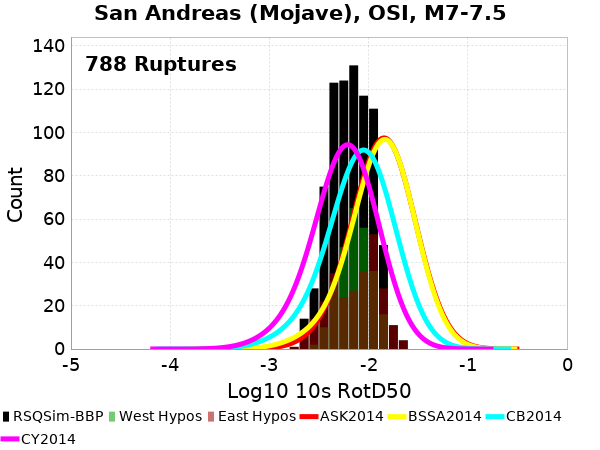 San Andreas (Mojave), OSI, M7-7.5
788 Ruptures
Count
140
120
100
80
60
40
20
0
-5 -4 -3 -2 -1 0
Log10 10s RotD50
RSQSim-BBP West Hypos East Hypos ASK2014 BSSA2014 CB2014
CY2014